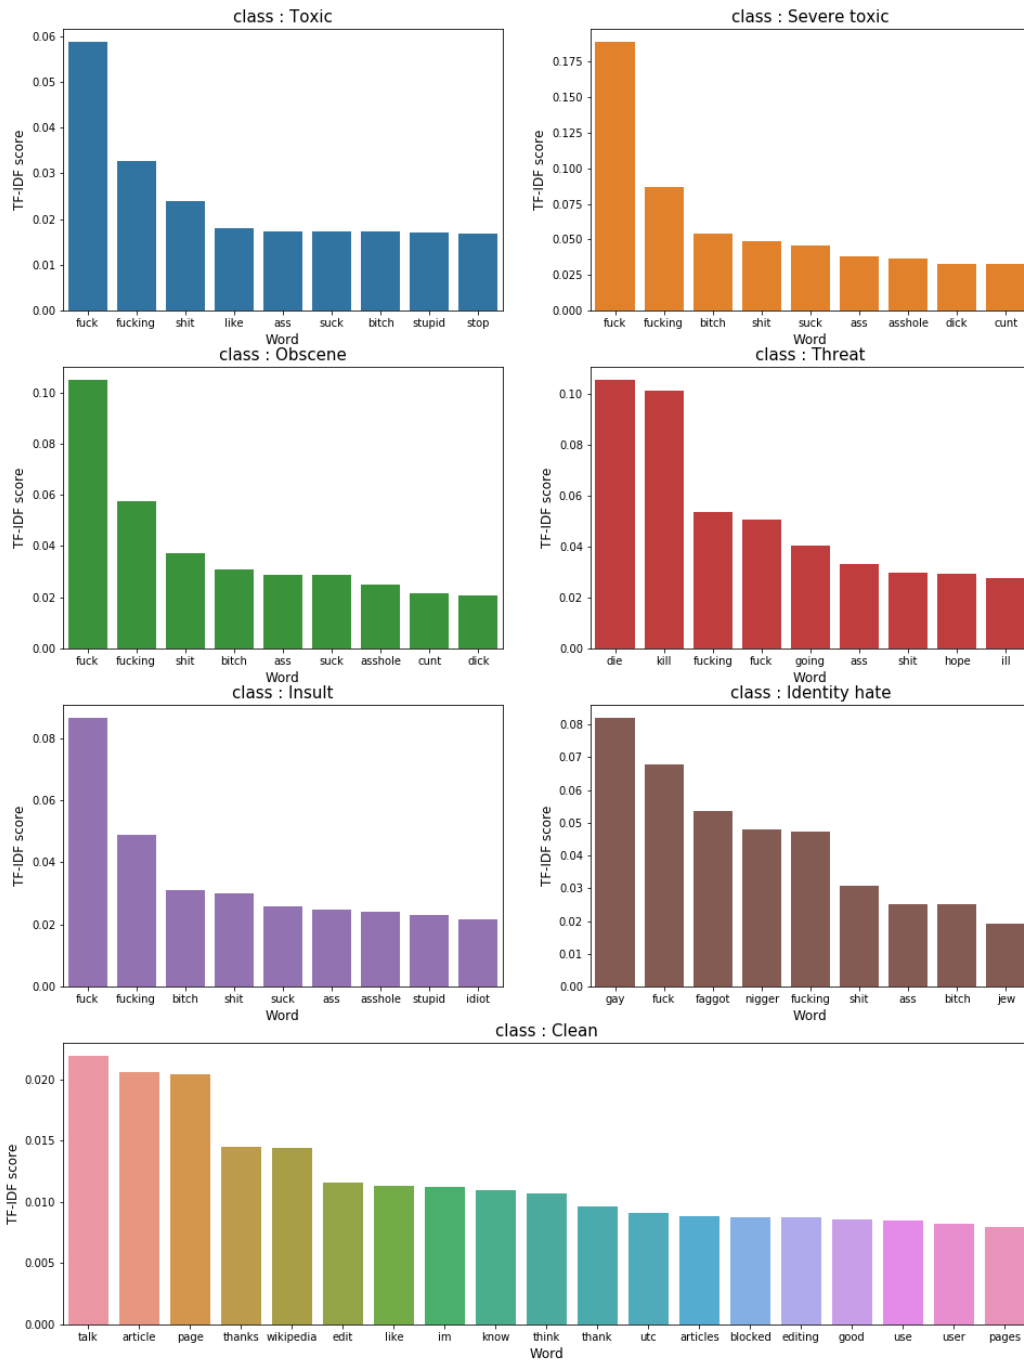 class : Toxic
TF-IDF score
0.06
0.05
0.04
0.03
0.02
0.01
0.00
fuck fucking shit like ass suck bitch stupid stop
Word
class : Severe toxic
TF-IDF score
0.175
0.150
0.125
0.100
0.075
0.050
0.025
0.000
fuck fucking bitch shit suck ass asshole dick cunt
Word
class : Obscene
TF-IDF score
0.10
0.08
0.06
0.04
0.02
0.00
fuck fucking shit bitch ass suck asshole cunt dick
Word
class : Threat
TF-IDF score
0.10
0.08
0.06
0.04
0.02
0.00
die kill fucking fuck going ass shit hope ill
Word
class : Insult
TF-IDF score
0.08
0.06
0.04
0.02
0.00
fuck fucking bitch shit suck ass asshole stupid idiot
Word
class : Identity hate
TF-IDF score
0.08
0.07
0.06
0.05
0.04
0.03
0.02
0.01
0.00
gay fuck faggot nigger fucking shit ass bitch jew
Word
class : Clean
TF-IDF score
0.020
0.015
0.010
0.005
0.000
talk article page thanks wikipedia edit like im know think thank utc articles blocked editing good use user pages
Word